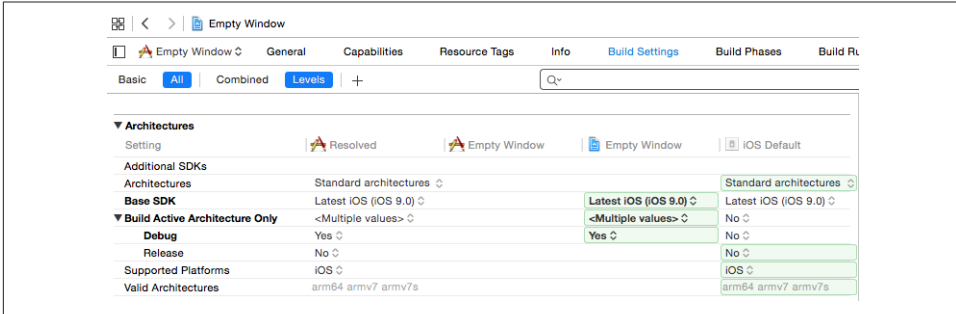 Empty Window
Empty Window General Capabilities Resource Tags Info Build Settings Build Phases Build Ru
Basic All Combined Levels +
Architectures
Setting Resolved Empty Window Empty Window iOS Default
Additional SDKs
Architectures Standard architectures Standard architectures
Base SDK Latest iOS (iOS 9.0) Latest iOS (iOS 9.0) Latest iOS (iOS 9.0)
Build Active Architecture Only <Multiple values> <Multiple values> No
Debug Yes Yes No
Release No No
Supported Platforms iOS iOS
Valid Architectures arm64 armv7 armv7s arm64 armv7 armv7s